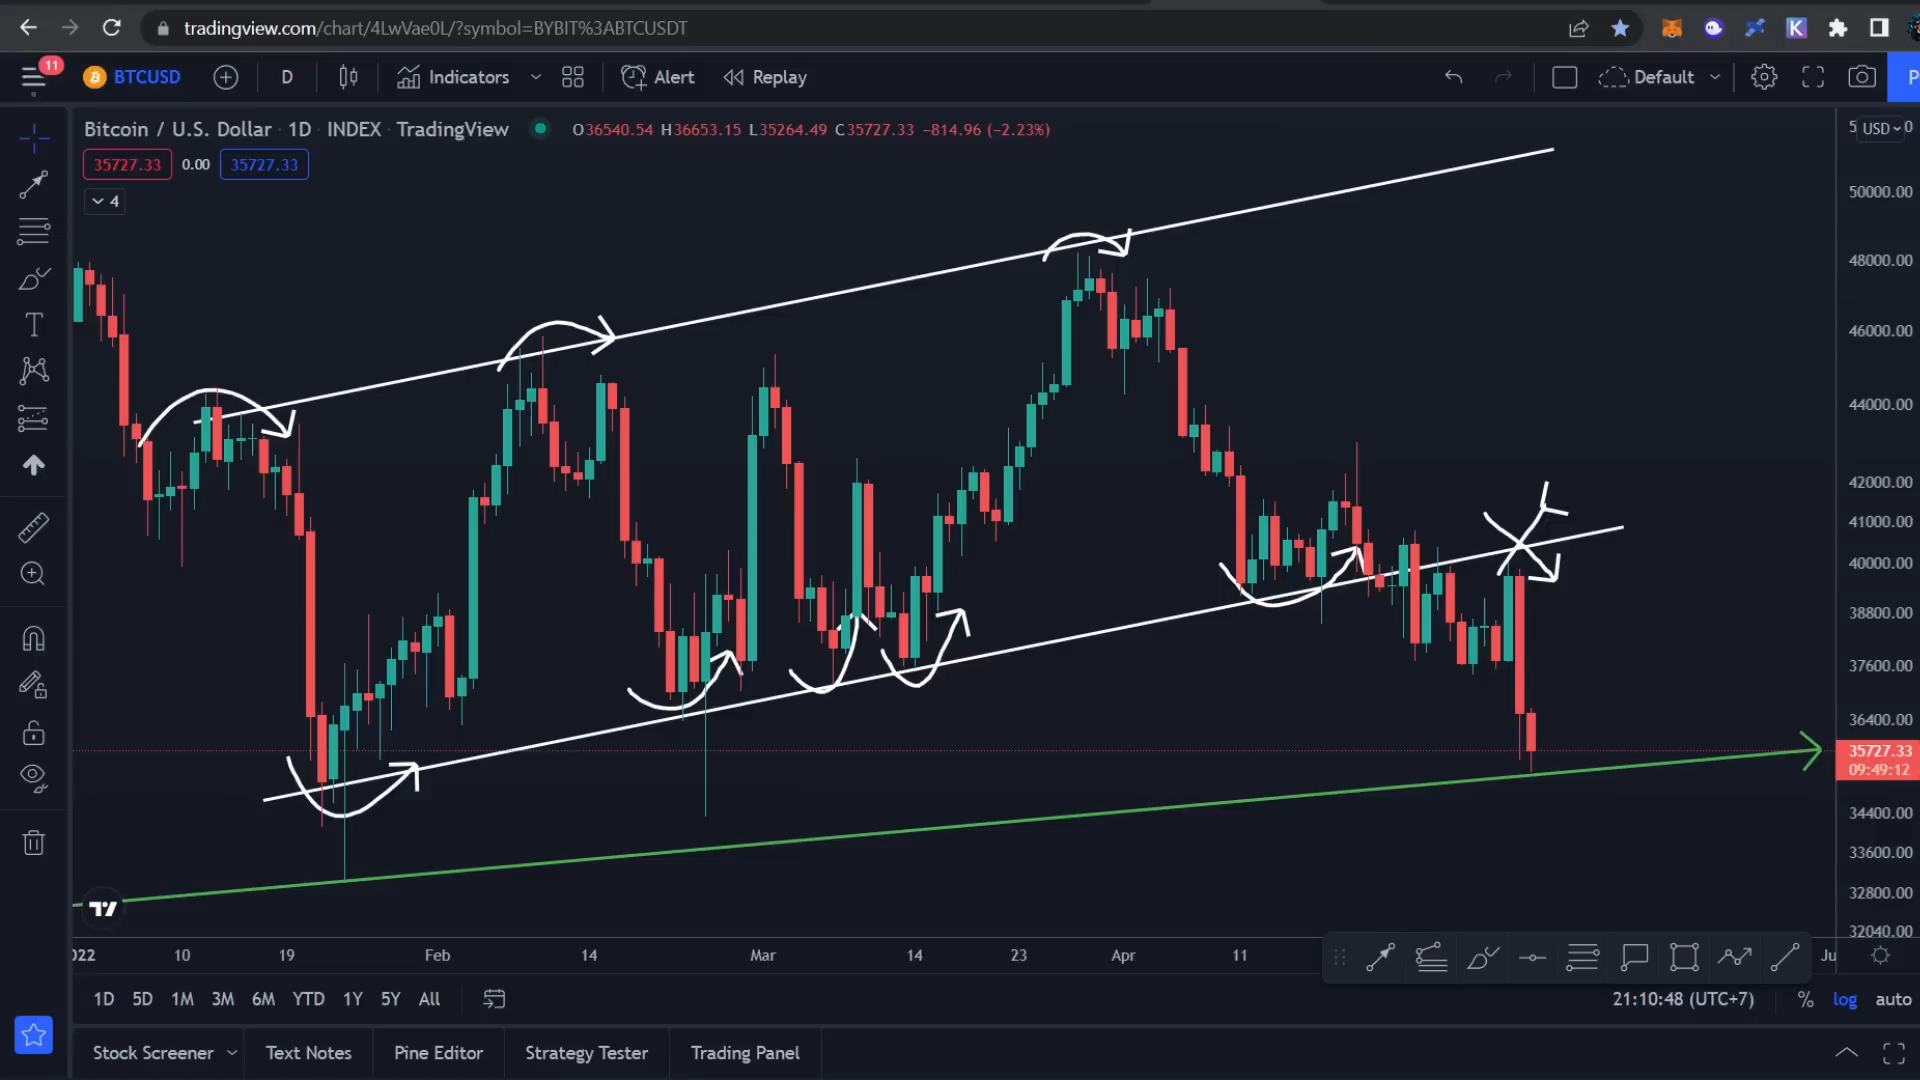 tradingview.com/chart/4LwVae0L/?symbol=BYBIT%3ABTCUSDT
11
BTCUSD D Indicators Alert Replay Default
Bitcoin / U.S. Dollar · 1D · INDEX · TradingView O36540.54 H36653.15 L35264.49 C35727.33 −814.96 (−2.23%)
USD
35727.33 0.00 35727.33
4
50000.00
48000.00
46000.00
44000.00
42000.00
41000.00
40000.00
38800.00
37600.00
36400.00
35727.33
09:49:12
34400.00
33600.00
32800.00
32040.00
2022 10 19 Feb 14 Mar 14 23 Apr 11 Ju
1D 5D 1M 3M 6M YTD 1Y 5Y All 21:10:48 (UTC+7) % log auto
Stock Screener Text Notes Pine Editor Strategy Tester Trading Panel